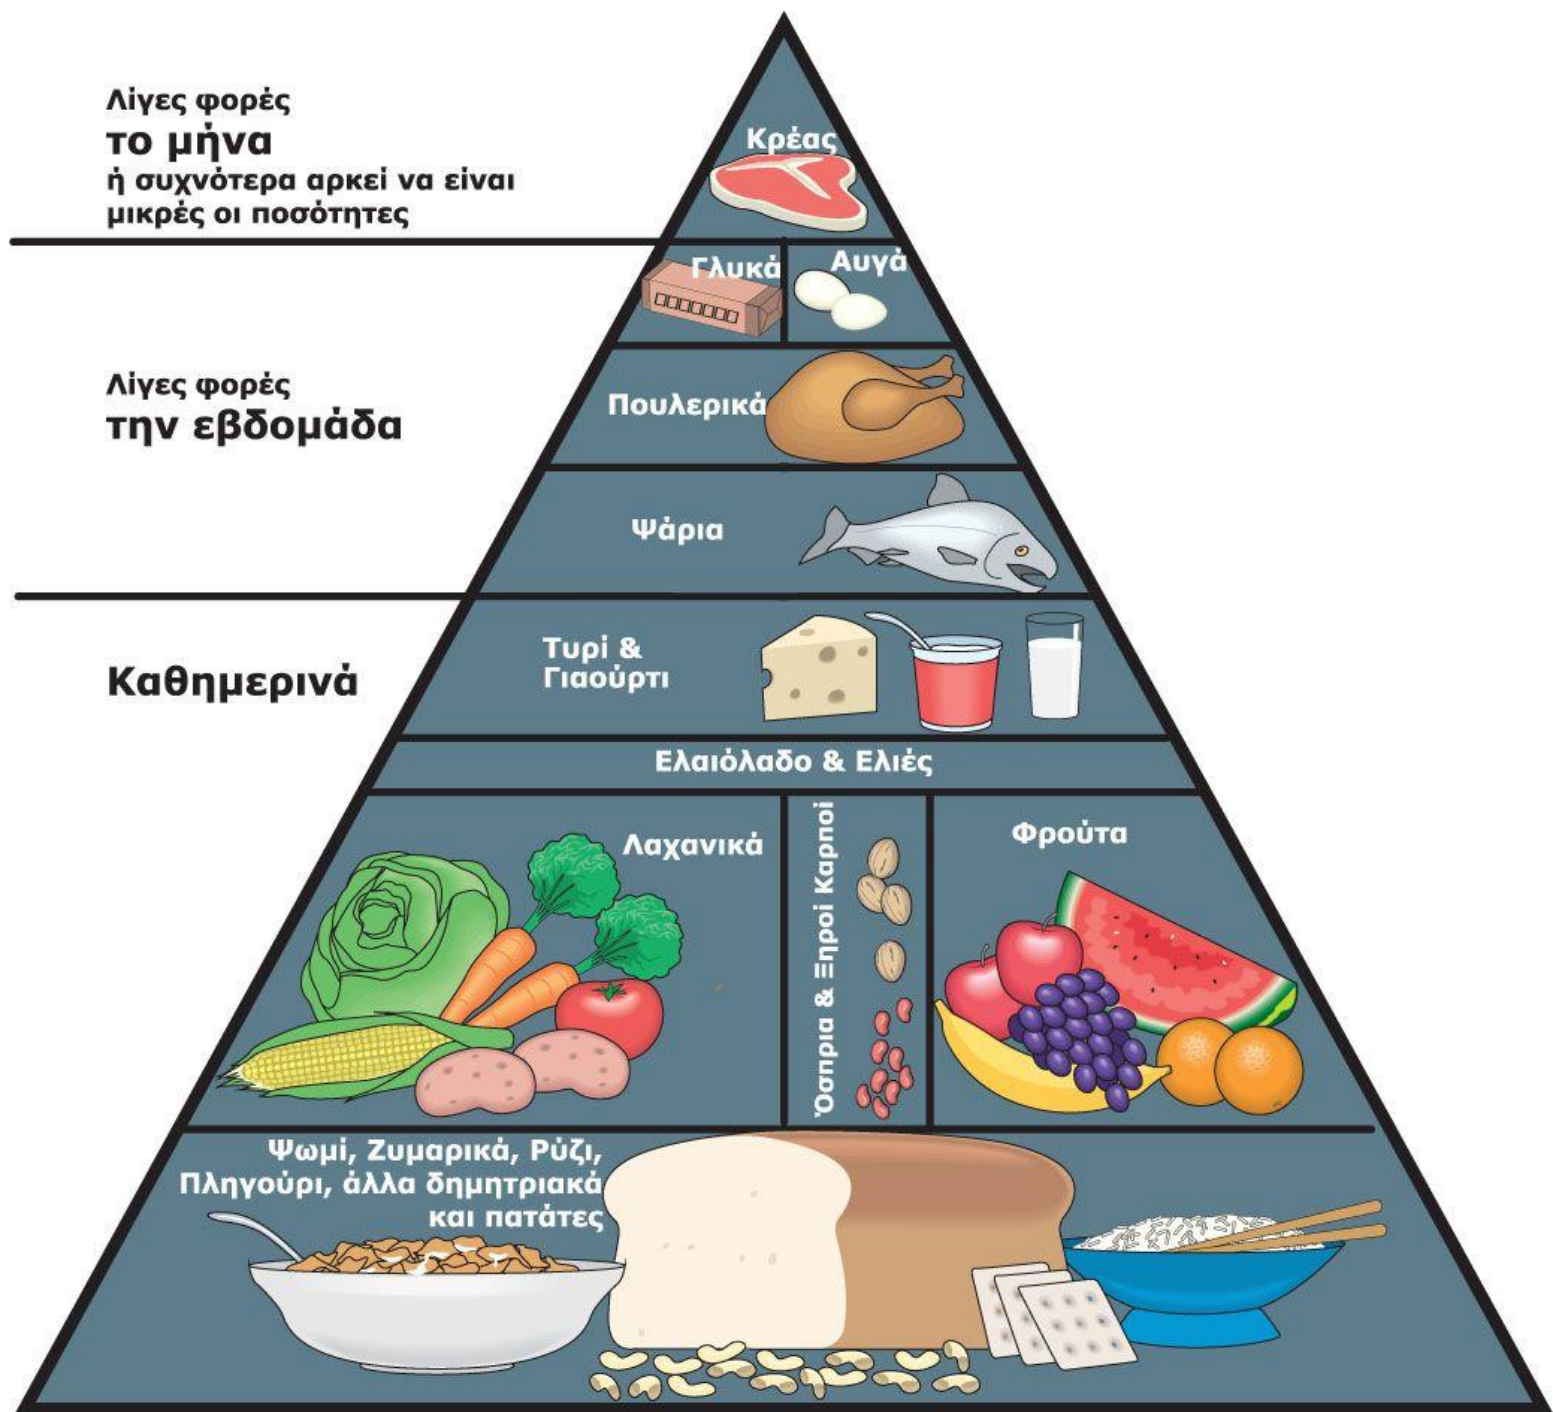 Λίγες φορές
το μήνα
ή συχνότερα αρκεί να είναι
μικρές οι ποσότητες
Κρέας
Γλυκά
Αυγά
Λίγες φορές
την εβδομάδα
Πουλερικά
Ψάρια
Καθημερινά
Τυρί &
Γιαούρτι
Ελαιόλαδο & Ελιές
Λαχανικά
Όσπρια & Ξηροί Καρποί
Φρούτα
Ψωμί, Ζυμαρικά, Ρύζι,
Πληγούρι, άλλα δημητριακά
και πατάτες